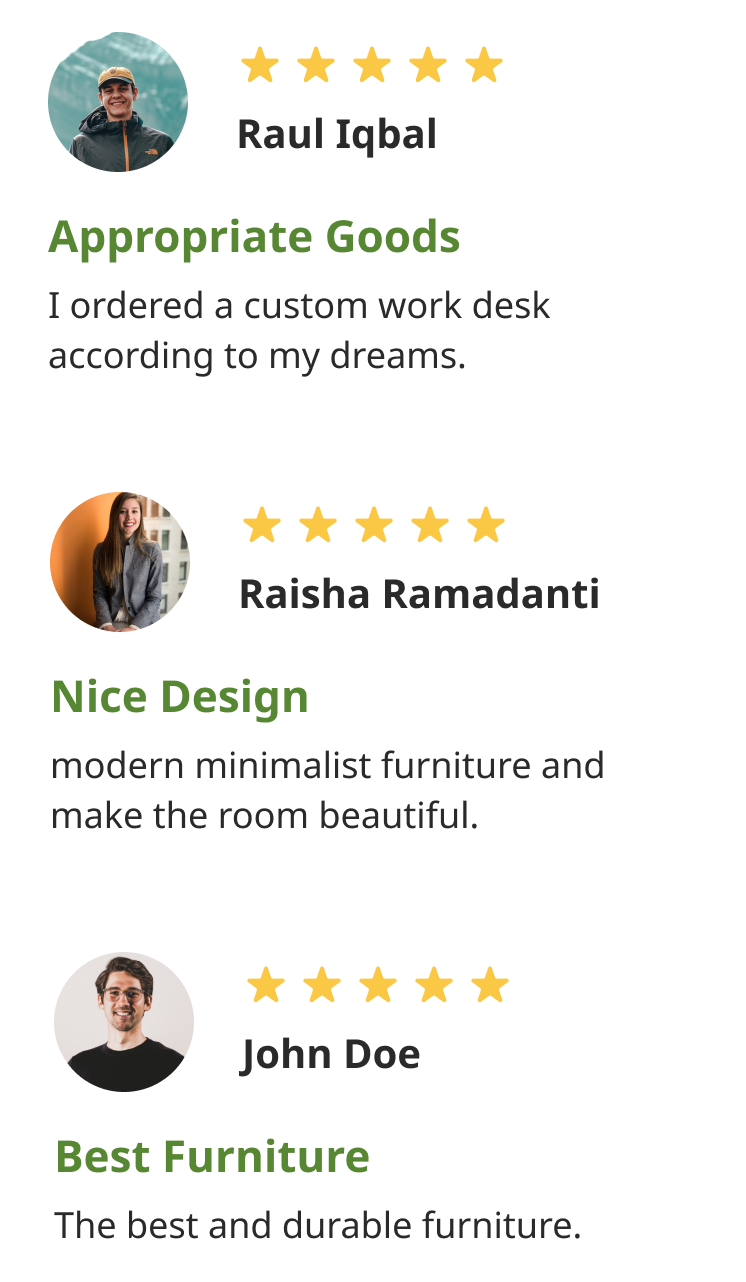 Raul Iqbal
Appropriate Goods
I ordered a custom work desk
according to my dreams.
Raisha Ramadanti
Nice Design
modern minimalist furniture and
make the room beautiful.
John Doe
Best Furniture
The best and durable furniture.